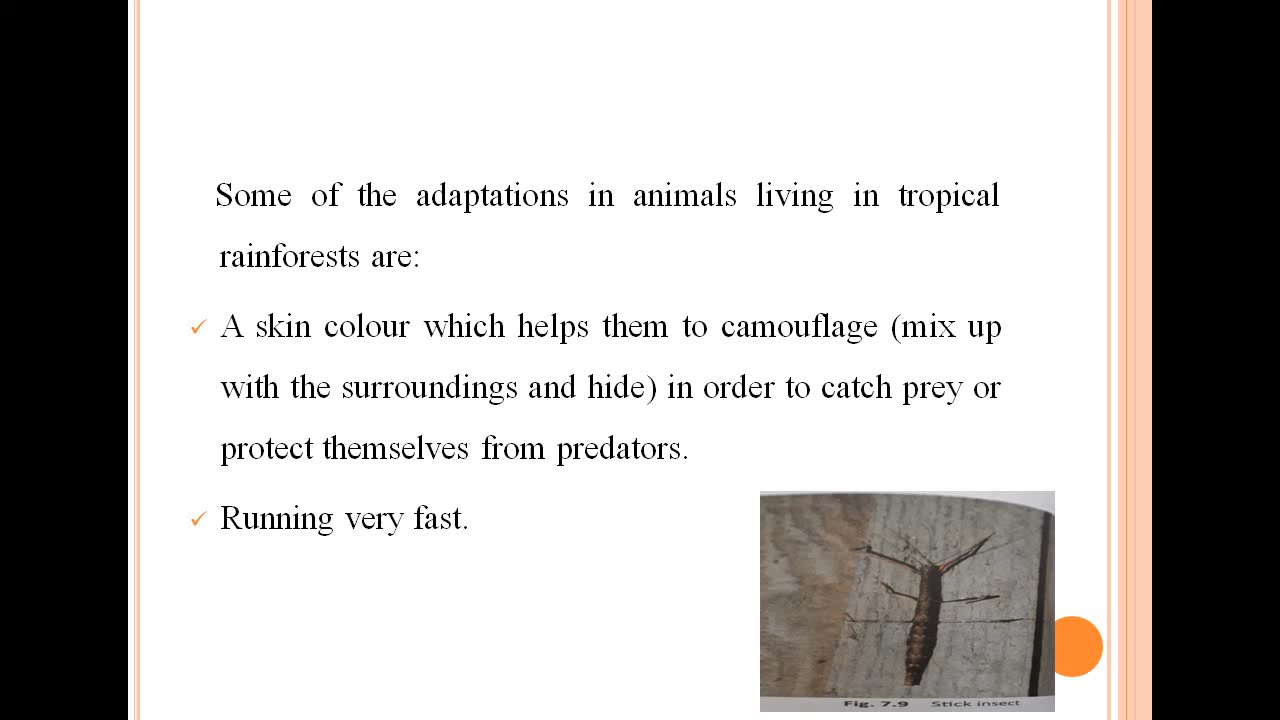 Some of the adaptations in animals living in tropical
rainforests are:
✓ A skin colour which helps them to camouflage (mix up
with the surroundings and hide) in order to catch prey or
protect themselves from predators.
✓ Running very fast.
Fig. 7.9 Stick insect